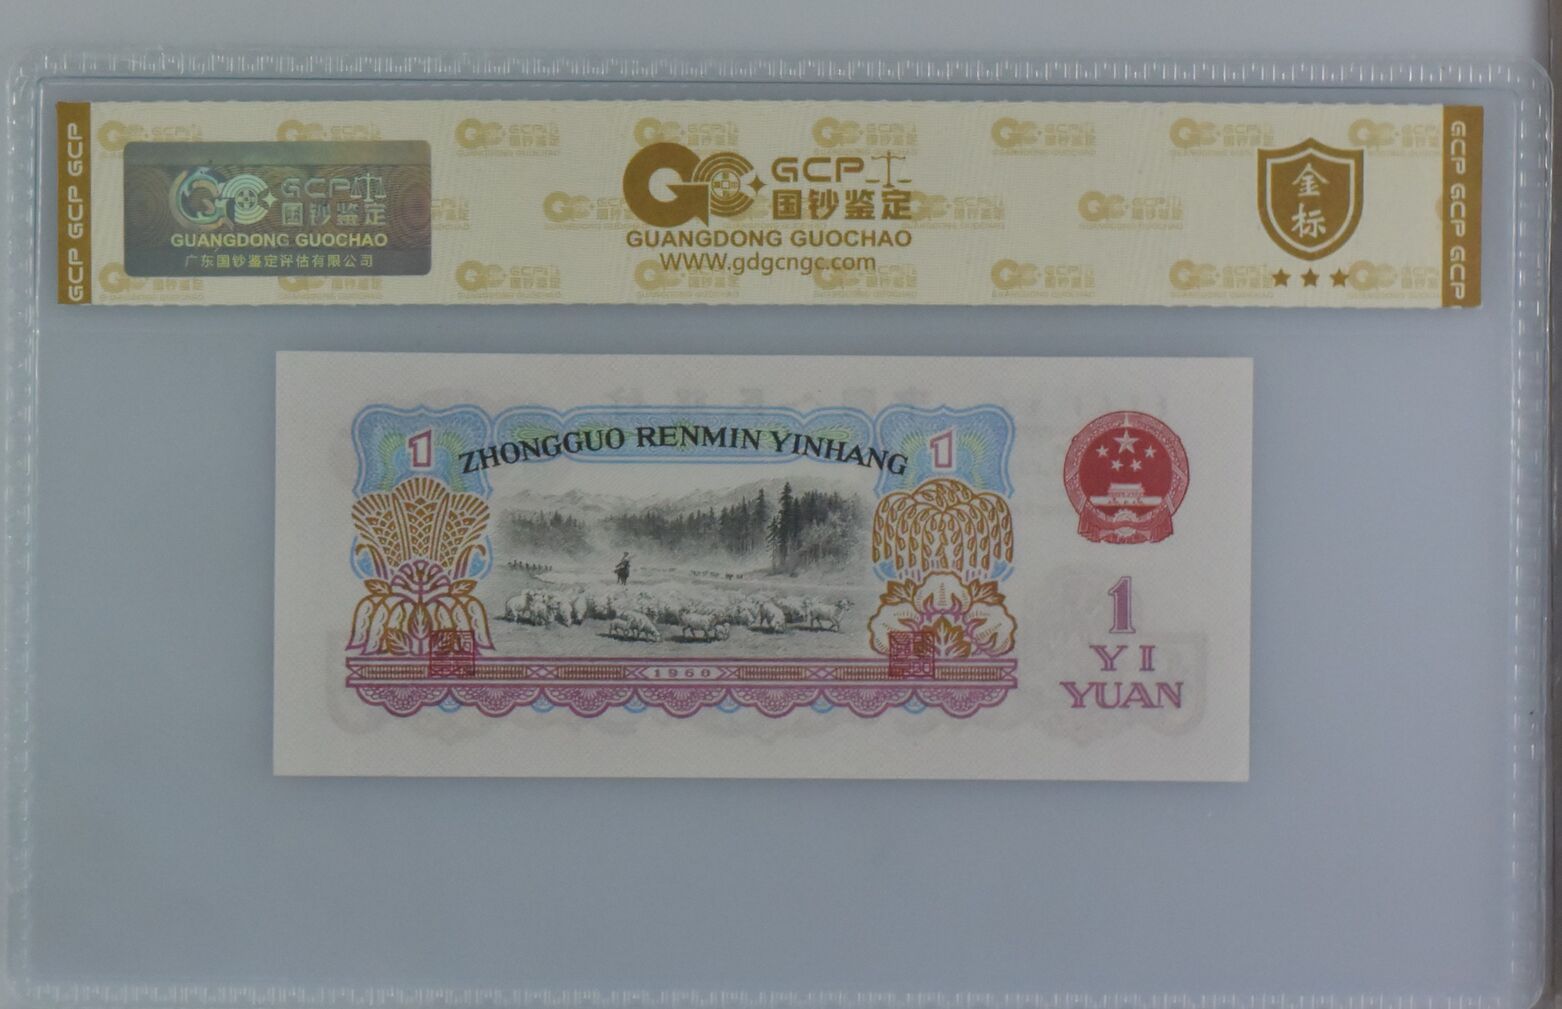 GCP GCP GCP
GCP
国钞鉴定
GUANGDONG GUOCHAO
广东国钞鉴定评估有限公司
GCP
国钞鉴定
GUANGDONG GUOCHAO
WWW.gdgcngc.com
金
标
GCP GCP GCP
1
ZHONGGUO RENMIN YINHANG
1
1960
1
YI
YUAN